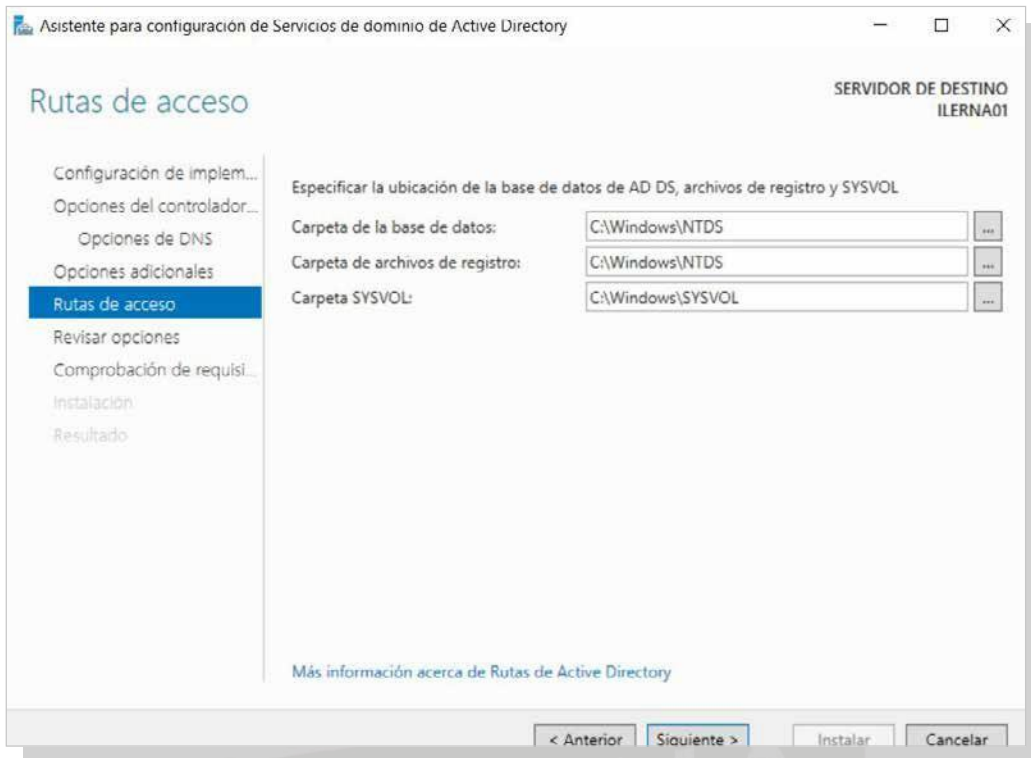 Asistente para configuración de Servicios de dominio de Active Directory
Rutas de acceso
SERVIDOR DE DESTINO
ILERNA01
Configuración de implem...
Opciones del controlador...
Opciones de DNS
Opciones adicionales
Rutas de acceso
Revisar opciones
Comprobación de requisi...
Instalación
Resultado
Especificar la ubicación de la base de datos de AD DS, archivos de registro y SYSVOL
Carpeta de la base de datos: C:\Windows\NTDS ...
Carpeta de archivos de registro: C:\Windows\NTDS ...
Carpeta SYSVOL: C:\Windows\SYSVOL ...
Más información acerca de Rutas de Active Directory
< Anterior Siguiente > Instalar Cancelar